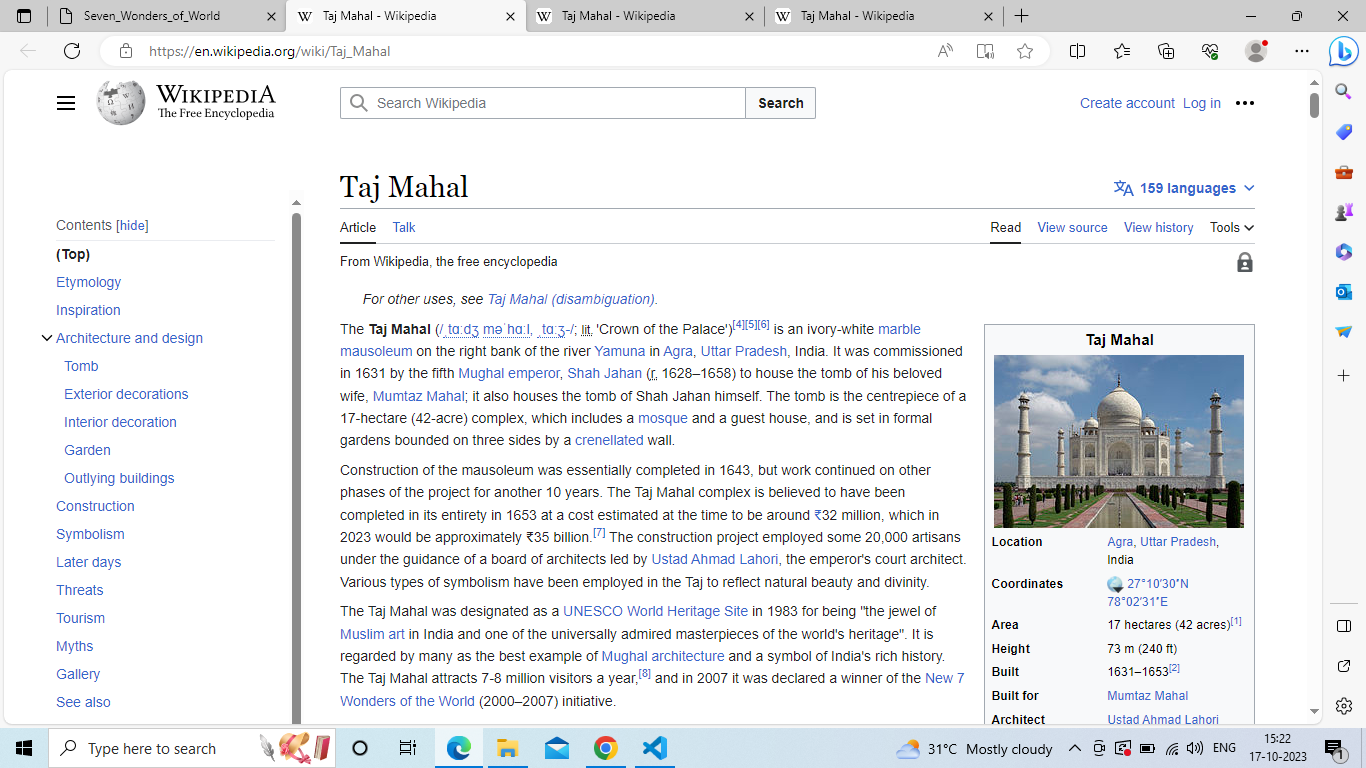 Seven_Wonders_of_World
Taj Mahal - Wikipedia
Taj Mahal - Wikipedia
Taj Mahal - Wikipedia
https://en.wikipedia.org/wiki/Taj_Mahal
WIKIPEDIA
The Free Encyclopedia
Search Wikipedia
Search
Create account Log in
Taj Mahal
159 languages
Article Talk
Read View source View history Tools
From Wikipedia, the free encyclopedia
Contents [hide]
(Top)
Etymology
Inspiration
Architecture and design
Tomb
Exterior decorations
Interior decoration
Garden
Outlying buildings
Construction
Symbolism
Later days
Threats
Tourism
Myths
Gallery
See also
For other uses, see Taj Mahal (disambiguation).
The Taj Mahal (/ˌtɑːdʒ məˈhɑːl, ˌtɑːʒ-/; lit. 'Crown of the Palace')[4][5][6] is an ivory-white marble
mausoleum on the right bank of the river Yamuna in Agra, Uttar Pradesh, India. It was commissioned
in 1631 by the fifth Mughal emperor, Shah Jahan (r. 1628–1658) to house the tomb of his beloved
wife, Mumtaz Mahal; it also houses the tomb of Shah Jahan himself. The tomb is the centrepiece of a
17-hectare (42-acre) complex, which includes a mosque and a guest house, and is set in formal
gardens bounded on three sides by a crenellated wall.
Construction of the mausoleum was essentially completed in 1643, but work continued on other
phases of the project for another 10 years. The Taj Mahal complex is believed to have been
completed in its entirety in 1653 at a cost estimated at the time to be around ₹32 million, which in
2023 would be approximately ₹35 billion.[7] The construction project employed some 20,000 artisans
under the guidance of a board of architects led by Ustad Ahmad Lahori, the emperor's court architect.
Various types of symbolism have been employed in the Taj to reflect natural beauty and divinity.
The Taj Mahal was designated as a UNESCO World Heritage Site in 1983 for being "the jewel of
Muslim art in India and one of the universally admired masterpieces of the world's heritage". It is
regarded by many as the best example of Mughal architecture and a symbol of India's rich history.
The Taj Mahal attracts 7-8 million visitors a year,[8] and in 2007 it was declared a winner of the New 7
Wonders of the World (2000–2007) initiative.
Taj Mahal
Location Agra, Uttar Pradesh,
India
Coordinates 27°10′30″N
78°02′31″E
Area 17 hectares (42 acres)[1]
Height 73 m (240 ft)
Built 1631–1653[2]
Built for Mumtaz Mahal
Architect Ustad Ahmad Lahori
Type here to search
31°C Mostly cloudy
ENG
15:22
17-10-2023
1